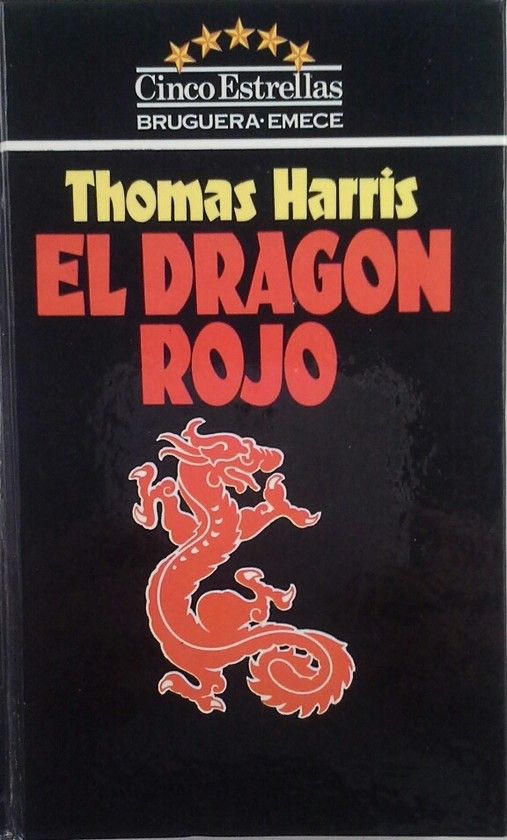 Cinco Estrellas
BRUGUERA·EMECE
Thomas Harris
EL DRAGON
ROJO